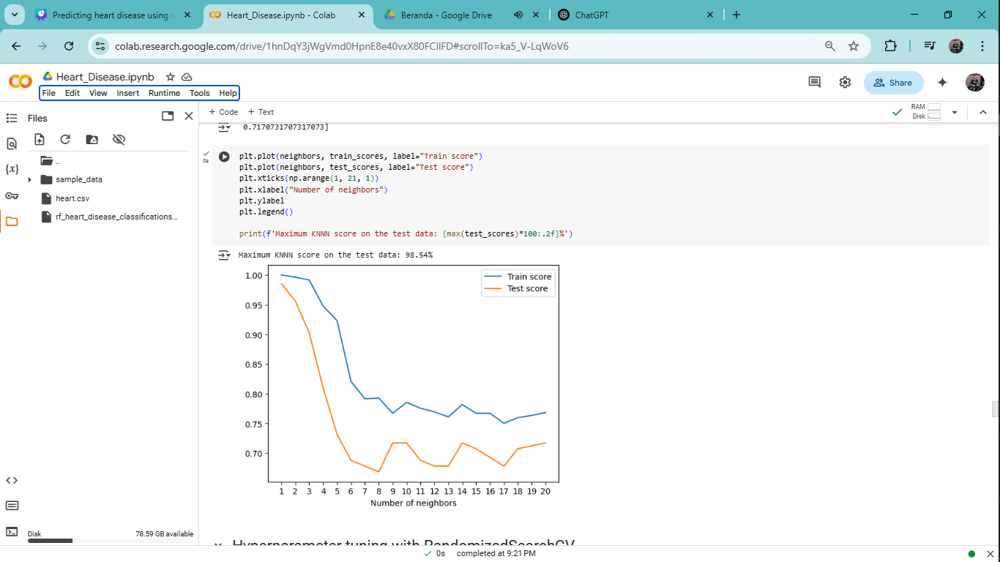 Predicting heart disease using n
Heart_Disease.ipynb - Colab
Beranda - Google Drive
ChatGPT
colab.research.google.com/drive/1hnDqY3jWgVmd0HpnE8e40vxX80FClIFD#scrollTo=ka5_V-LqWoV6
Heart_Disease.ipynb
File Edit View Insert Runtime Tools Help
Share
Files
+ Code + Text
RAM
Disk
..
sample_data
heart.csv
rf_heart_disease_classifications...
Disk 78.59 GB available
0.7170731707317073]
0s
plt.plot(neighbors, train_scores, label="Train score")
plt.plot(neighbors, test_scores, label="Test score")
plt.xticks(np.arange(1, 21, 1))
plt.xlabel("Number of neighbors")
plt.ylabel
plt.legend()
print(f'Maximum KNNN score on the test data: {max(test_scores)*100:.2f}%')
Maximum KNNN score on the test data: 98.54%
Train score
Test score
1.00
0.95
0.90
0.85
0.80
0.75
0.70
1 2 3 4 5 6 7 8 9 10 11 12 13 14 15 16 17 18 19 20
Number of neighbors
Hyperparameter tuning with RandomizedSearchCV
0s completed at 9:21 PM